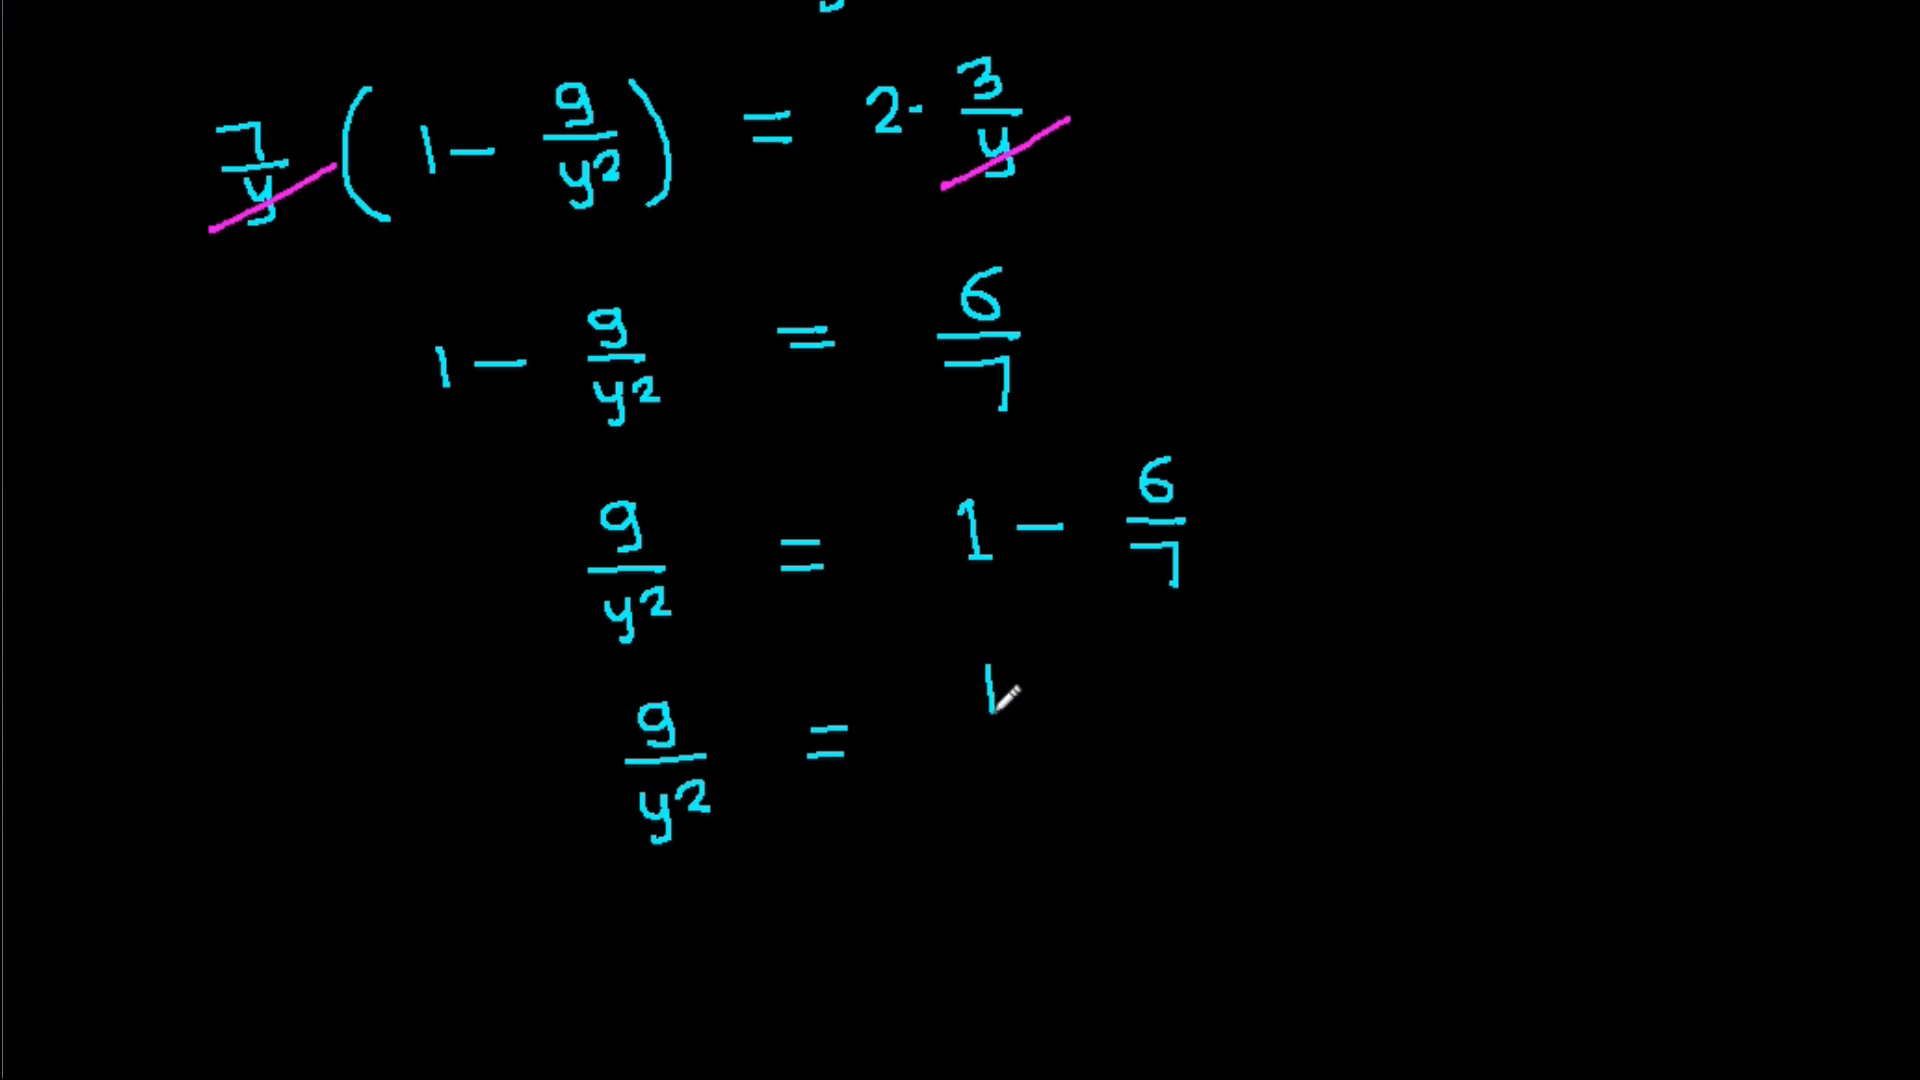 7/y (1 - 9/y²) = 2 · 3/y
1 - 9/y² = 6/7
9/y² = 1 - 6/7
9/y² = 1